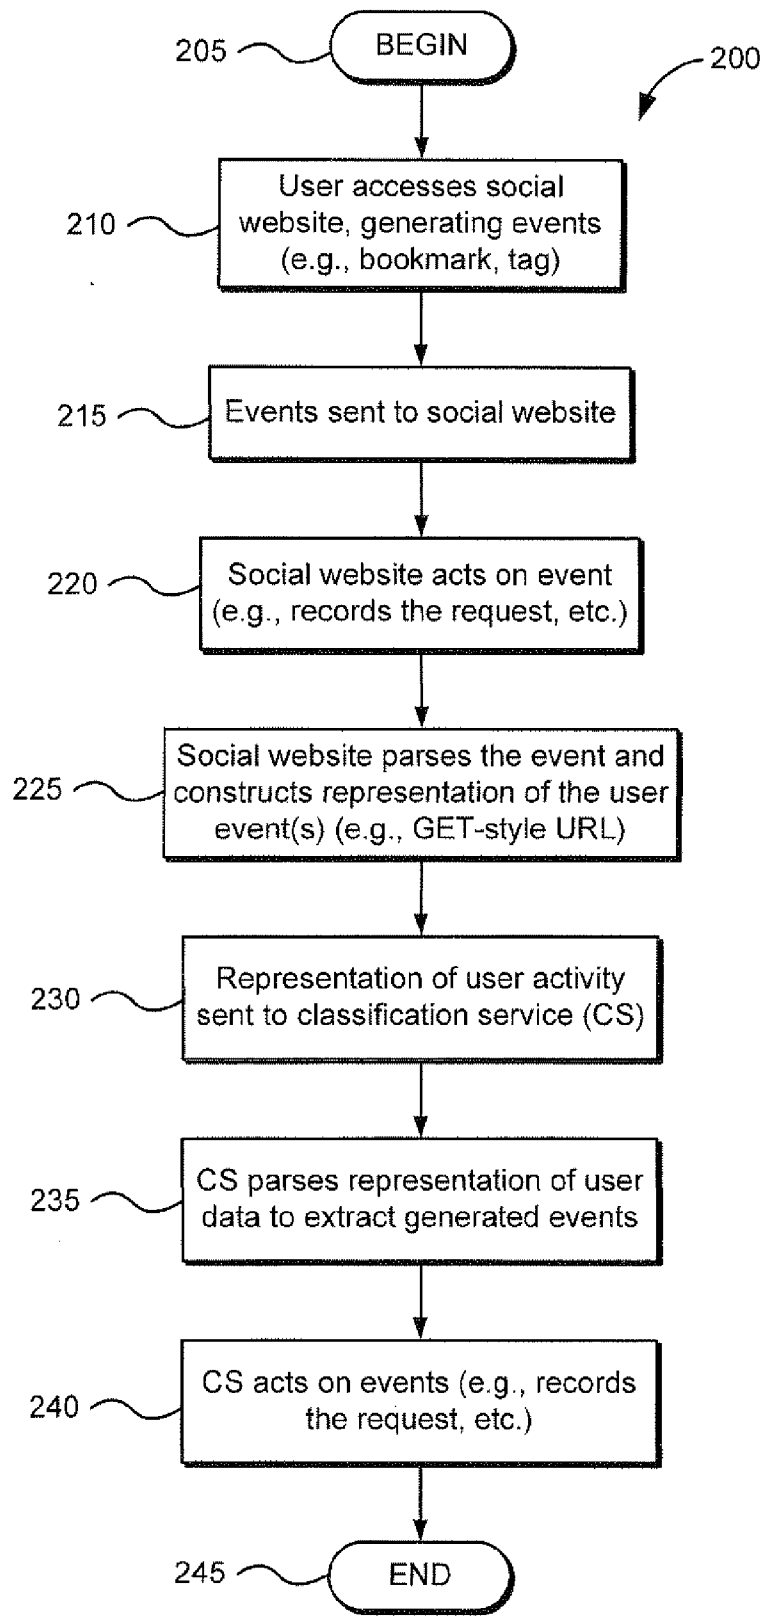 BEGIN
205
200
User accesses social
website, generating events
(e.g., bookmark, tag)
210
Events sent to social website
215
Social website acts on event
(e.g., records the request, etc.)
220
Social website parses the event and
constructs representation of the user
event(s) (e.g., GET-style URL)
225
Representation of user activity
sent to classification service (CS)
230
CS parses representation of user
data to extract generated events
235
CS acts on events (e.g., records
the request, etc.)
240
END
245